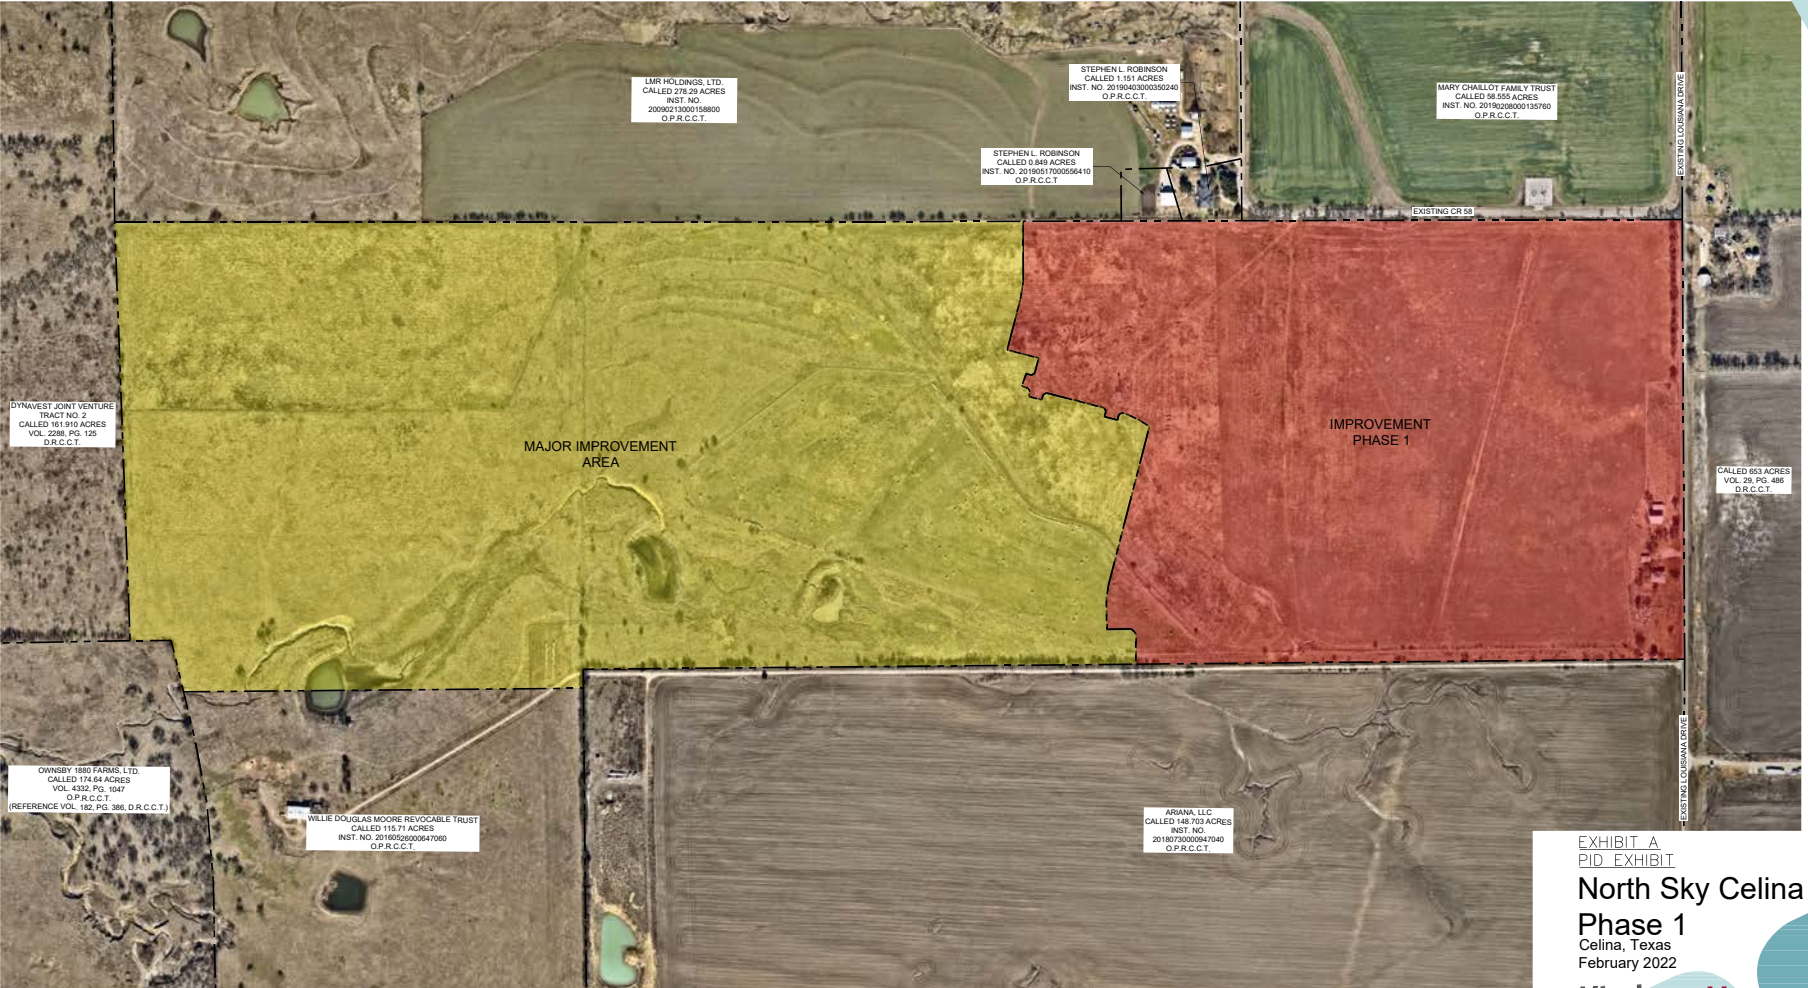 LMR HOLDINGS, LTD.
CALLED 278.29 ACRES
INST. NO.
20090213000158800
O.P.R.C.C.T.
STEPHEN L. ROBINSON
CALLED 1.151 ACRES
INST. NO. 20190403000350240
O.P.R.C.C.T.
MARY CHAILLOT FAMILY TRUST
CALLED 58.555 ACRES
INST. NO. 20190208000135760
O.P.R.C.C.T.
EXISTING LOUISIANA DRIVE
STEPHEN L. ROBINSON
CALLED 0.849 ACRES
INST. NO. 20190517000556410
O.P.R.C.C.T
EXISTING CR 58
DYNAVEST JOINT VENTURE
TRACT NO. 2
CALLED 161.910 ACRES
VOL. 2288, PG. 125
D.R.C.C.T.
MAJOR IMPROVEMENT
AREA
IMPROVEMENT
PHASE 1
CALLED 653 ACRES
VOL. 29, PG. 486
D.R.C.C.T.
OWNSBY 1880 FARMS, LTD.
CALLED 174.64 ACRES
VOL. 4332, PG. 1047
O.P.R.C.C.T.
(REFERENCE VOL. 182, PG. 386, D.R.C.C.T.)
WILLIE DOUGLAS MOORE REVOCABLE TRUST
CALLED 115.71 ACRES
INST. NO. 20160526000647060
O.P.R.C.C.T.
ARIANA, LLC
CALLED 148.703 ACRES
INST. NO.
20180730000947040
O.P.R.C.C.T.
EXISTING LOUISIANA DRIVE
EXHIBIT A
PID EXHIBIT
North Sky Celina
Phase 1
Celina, Texas
February 2022